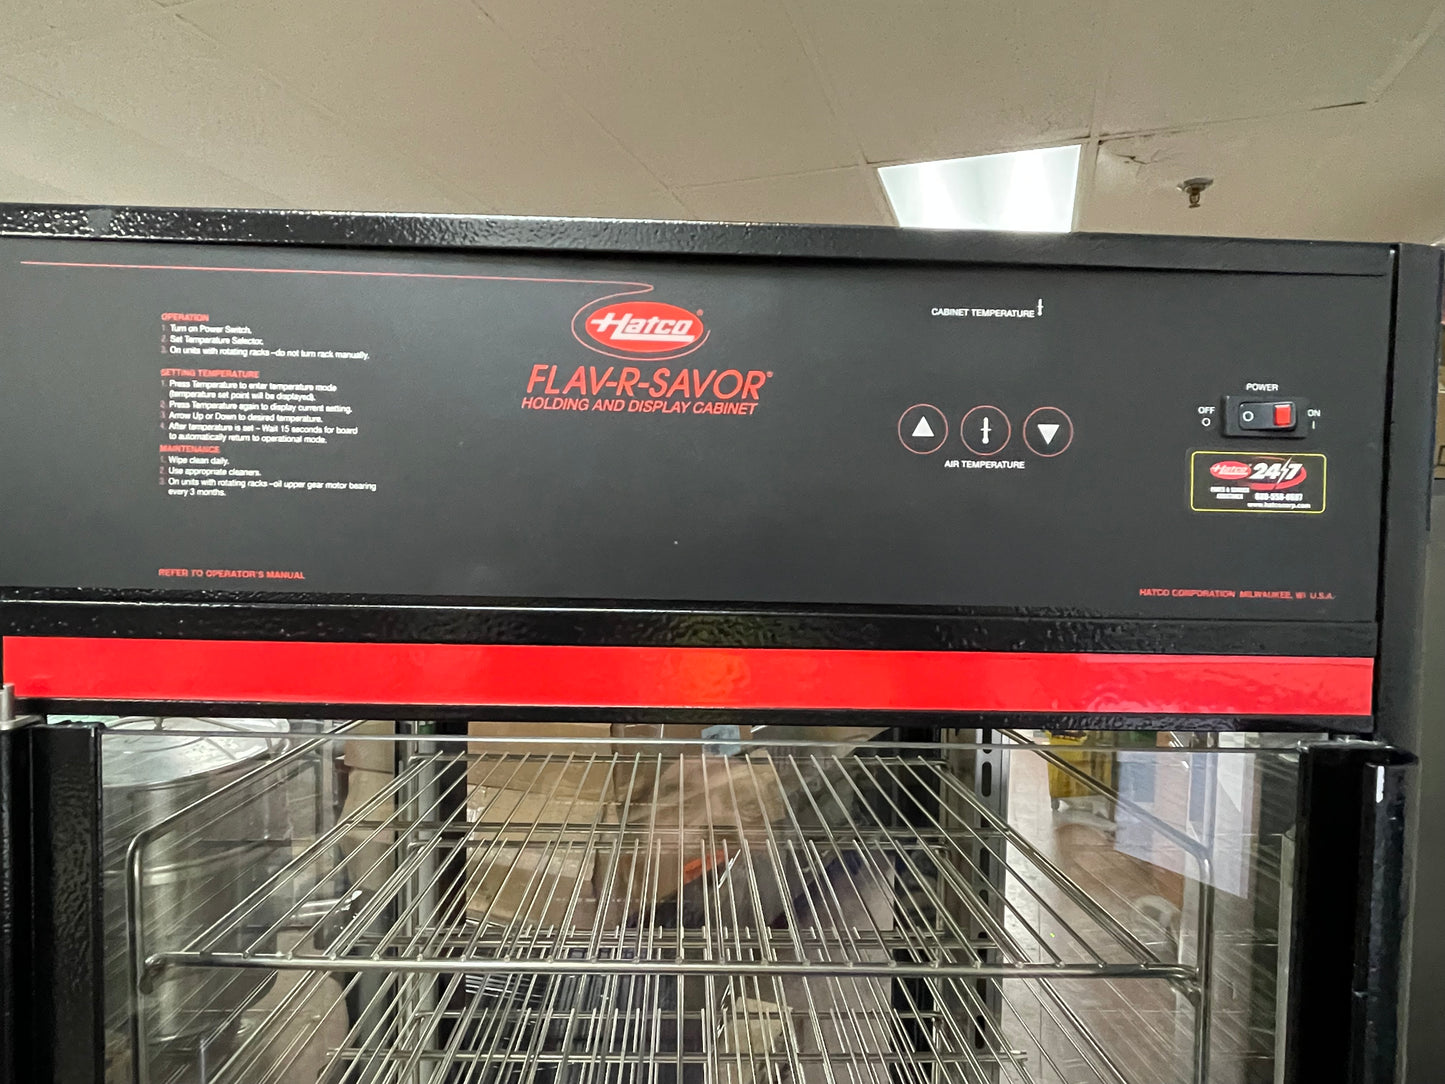 OPERATION
1. Turn on Power Switch.
2. Set Temperature Selector.
3. On units with rotating racks –do not turn rack manually.
SETTING TEMPERATURE
1. Press Temperature to enter temperature mode
(temperature set point will be displayed).
2. Press Temperature again to display current setting.
3. Arrow Up or Down to desired temperature.
4. After temperature is set – Wait 15 seconds for board
to automatically return to operational mode.
MAINTENANCE
1. Wipe clean daily.
2. Use appropriate cleaners.
3. On units with rotating racks –oil upper gear motor bearing
every 3 months.
REFER TO OPERATOR'S MANUAL
Hatco®
FLAV-R-SAVOR®
HOLDING AND DISPLAY CABINET
CABINET TEMPERATURE
AIR TEMPERATURE
POWER
OFF
O
O
ON
I
Hatco 24/7
PARTS & SERVICE
ASSISTANCE
www.hatcocorp.com
HATCO CORPORATION MILWAUKEE, WI U.S.A.